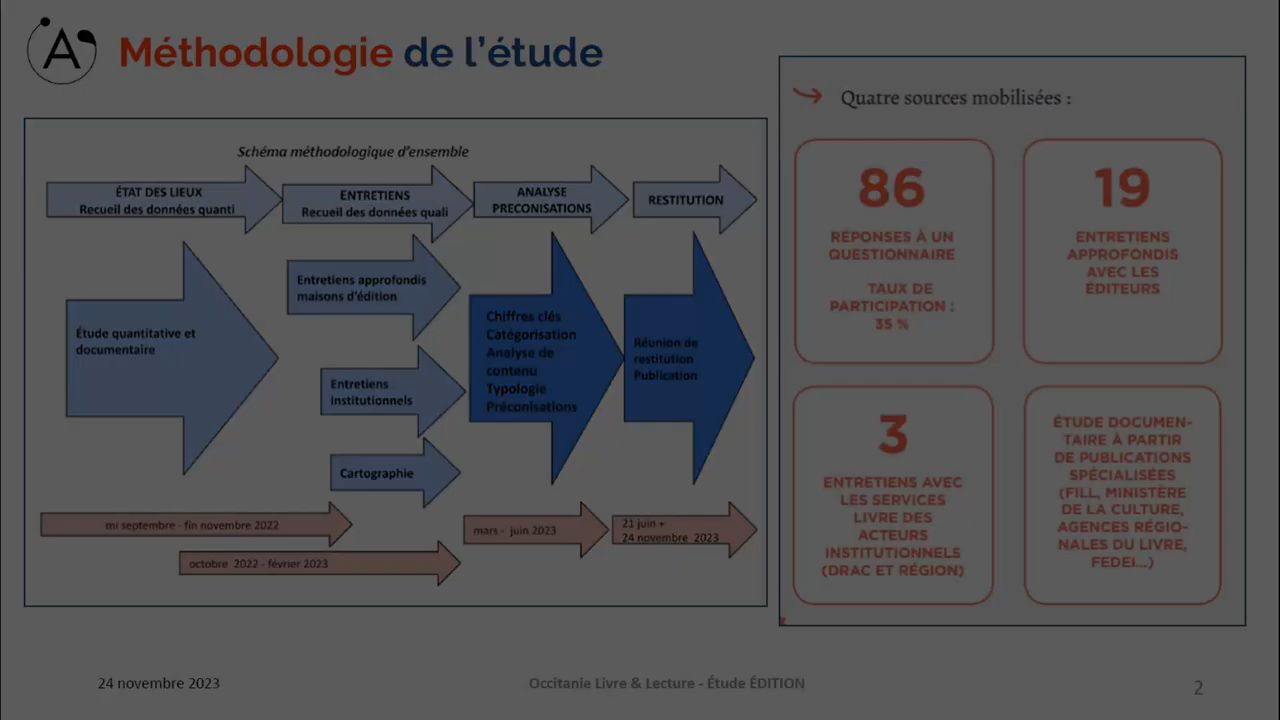 A
Méthodologie de l'étude
Schéma méthodologique d'ensemble
ÉTAT DES LIEUX
Recueil des données quanti
ENTRETIENS
Recueil des données quali
ANALYSE
PRECONISATIONS
RESTITUTION
Étude quantitative et
documentaire
Entretiens approfondis
maisons d'édition
Entretiens
Institutionnels
Cartographie
Chiffres clés
Catégorisation
Analyse de
contenu
Typologie
Préconisations
Réunion de
restitution
Publication
mi septembre - fin novembre 2022
octobre 2022 - février 2023
mars - juin 2023
21 juin +
24 novembre 2023
Quatre sources mobilisées :
86
RÉPONSES À UN
QUESTIONNAIRE
TAUX DE
PARTICIPATION :
35 %
19
ENTRETIENS
APPROFONDIS
AVEC LES
ÉDITEURS
3
ENTRETIENS AVEC
LES SERVICES
LIVRE DES
ACTEURS
INSTITUTIONNELS
(DRAC ET RÉGION)
ÉTUDE DOCUMEN-
TAIRE À PARTIR
DE PUBLICATIONS
SPÉCIALISÉES
(FILL, MINISTÈRE
DE LA CULTURE,
AGENCES RÉGIO-
NALES DU LIVRE,
FEDEI...)
24 novembre 2023
Occitanie Livre & Lecture - Étude ÉDITION
2